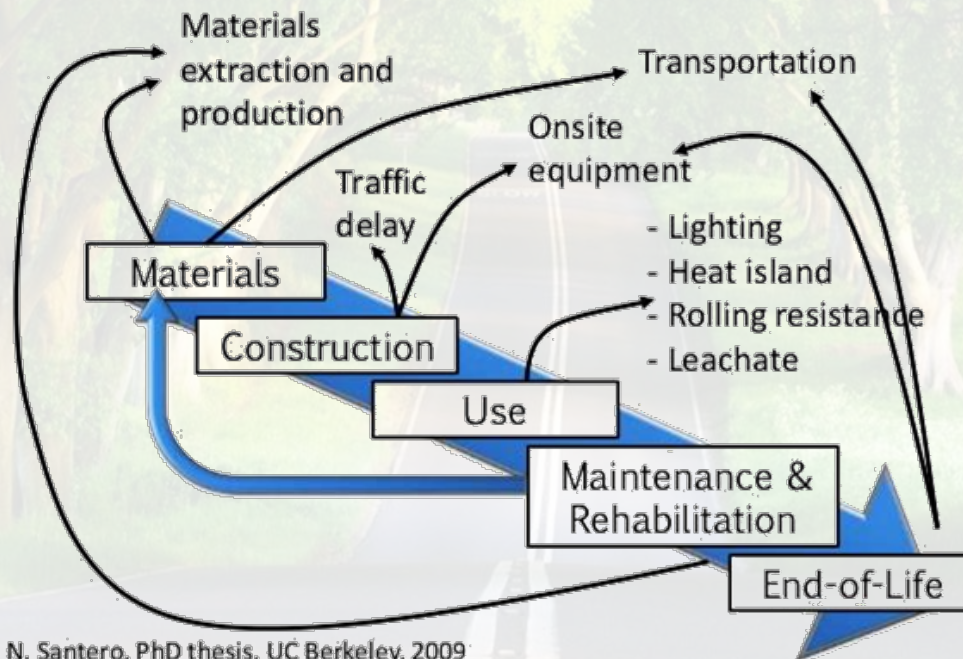 Materials
extraction and
production
Transportation
Onsite
equipment
Traffic
delay
- Lighting
- Heat island
- Rolling resistance
- Leachate
Materials
Construction
Use
Maintenance &
Rehabilitation
End-of-Life
N. Santero, PhD thesis, UC Berkeley, 2009